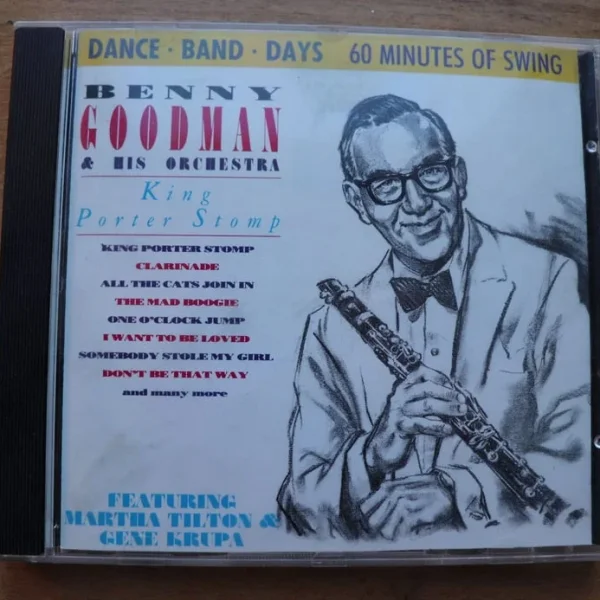 DANCE · BAND · DAYS 60 MINUTES OF SWING
BENNY
GOODMAN
& HIS ORCHESTRA
King
Porter Stomp
KING PORTER STOMP
CLARINADE
ALL THE CATS JOIN IN
THE MAD BOOGIE
ONE O'CLOCK JUMP
I WANT TO BE LOVED
SOMEBODY STOLE MY GIRL
DON'T BE THAT WAY
and many more
FEATURING
MARTHA TILTON &
GENE KRUPA